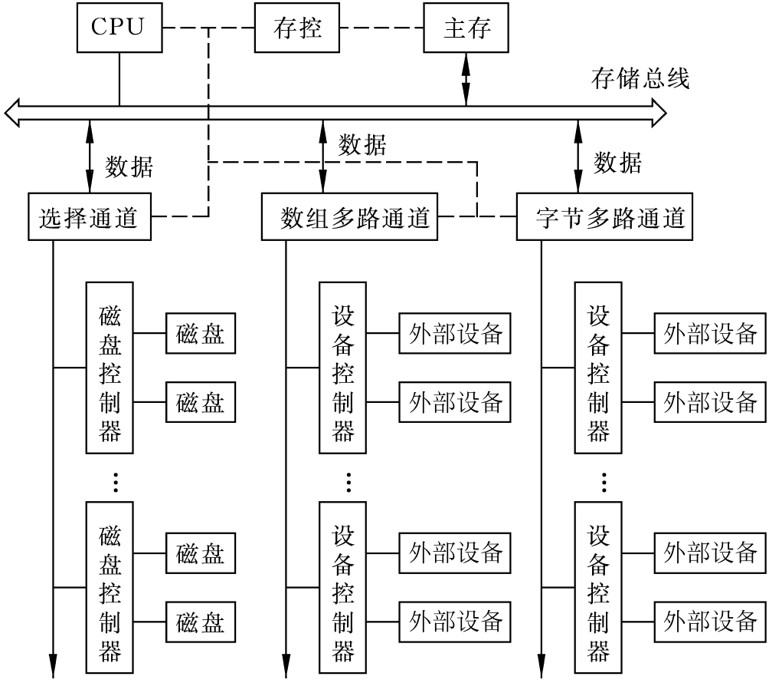 CPU
存控
主存
存储总线
数据
数据
数据
选择通道
数组多路通道
字节多路通道
磁盘控制器
磁盘
磁盘
设备控制器
外部设备
外部设备
设备控制器
外部设备
外部设备
磁盘控制器
磁盘
磁盘
设备控制器
外部设备
外部设备
设备控制器
外部设备
外部设备